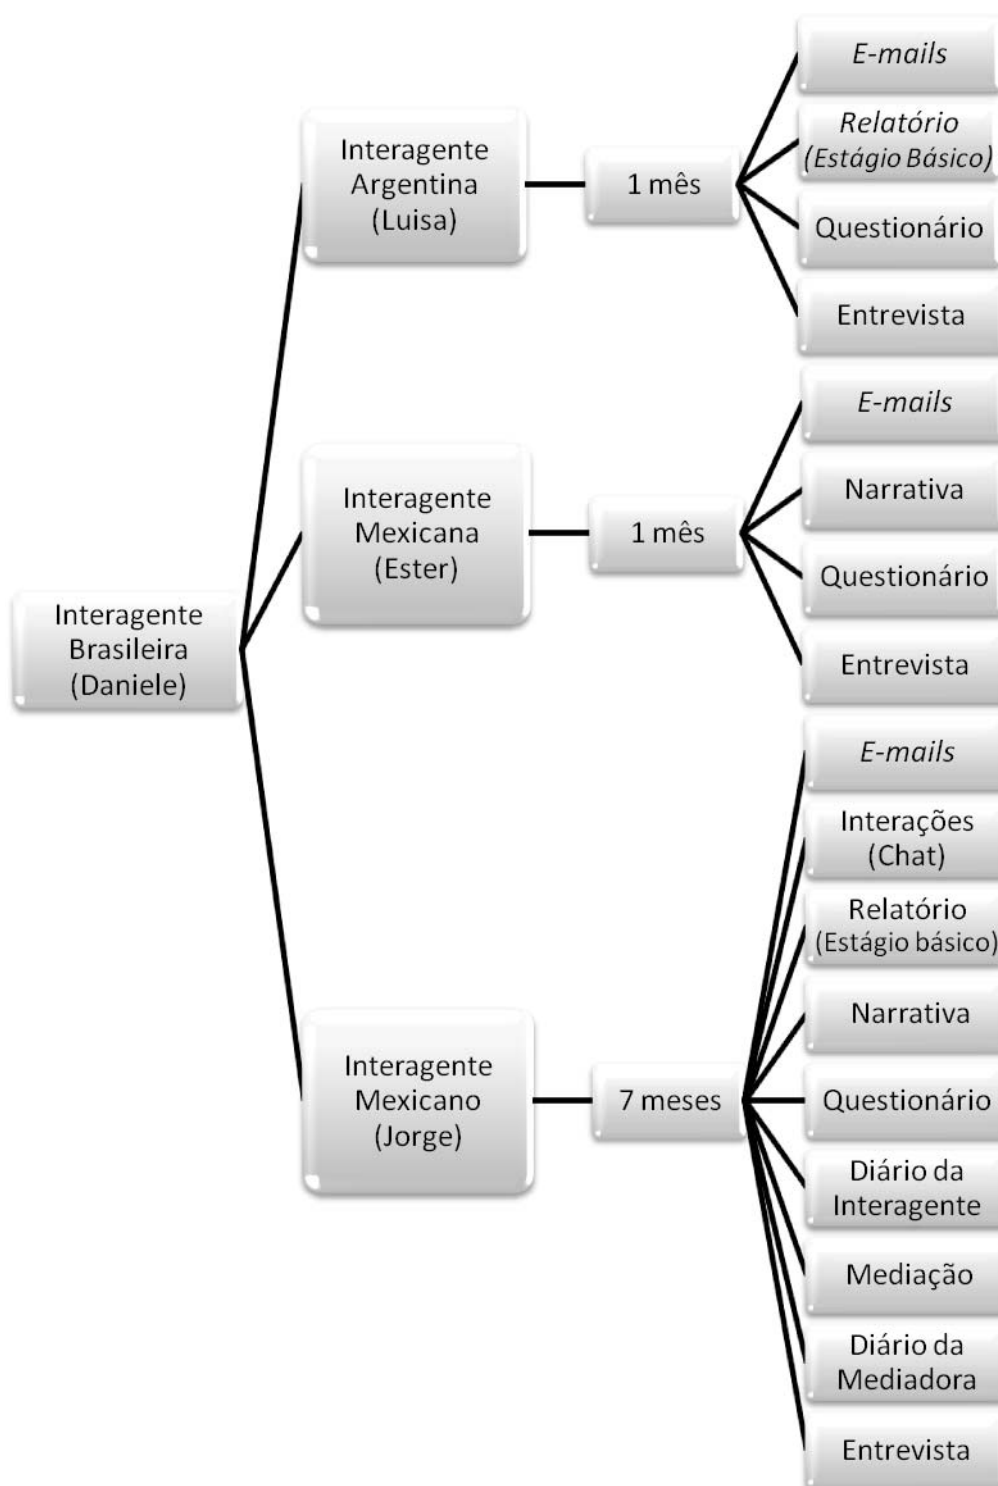 Interagente
Brasileira
(Daniele)
Interagente
Argentina
(Luisa)
1 mês
E-mails
Relatório
(Estágio Básico)
Questionário
Entrevista
Interagente
Mexicana
(Ester)
1 mês
E-mails
Narrativa
Questionário
Entrevista
Interagente
Mexicano
(Jorge)
7 meses
E-mails
Interações
(Chat)
Relatório
(Estágio básico)
Narrativa
Questionário
Diário da
Interagente
Mediação
Diário da
Mediadora
Entrevista